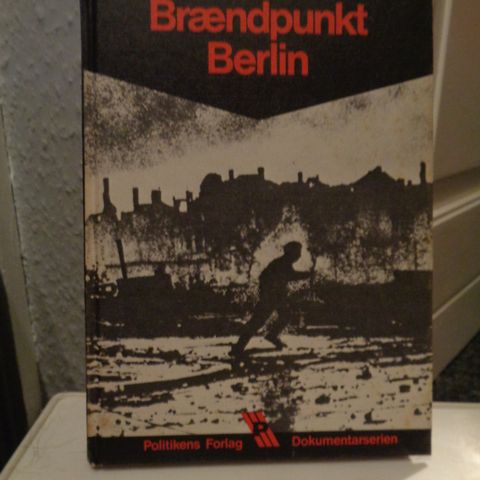 Brændpunkt
Berlin
Politikens Forlag Dokumentarserien